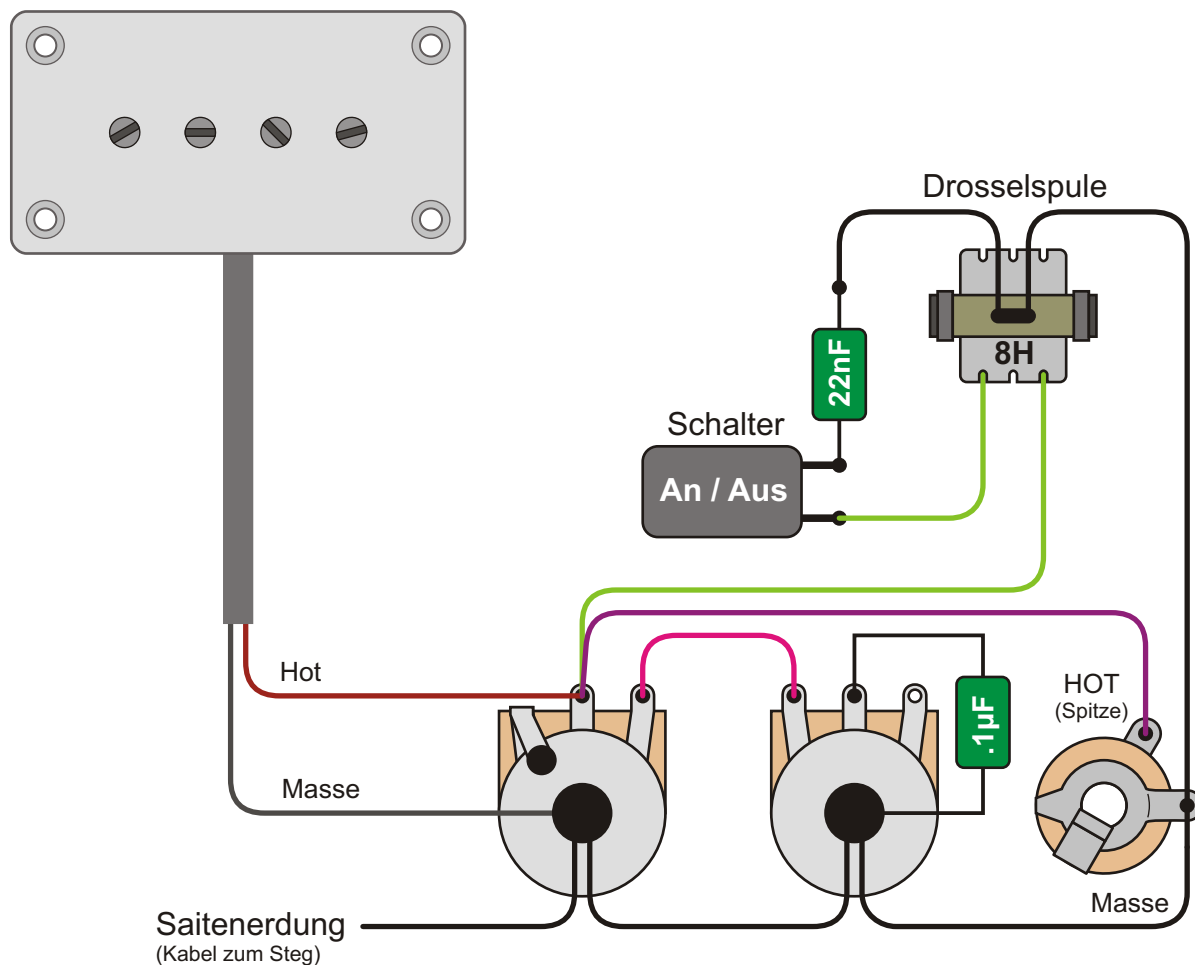 Drosselspule
8H
22nF
Schalter
An / Aus
Hot
HOT
(Spitze)
.1µF
Masse
Masse
Saitenerdung
(Kabel zum Steg)